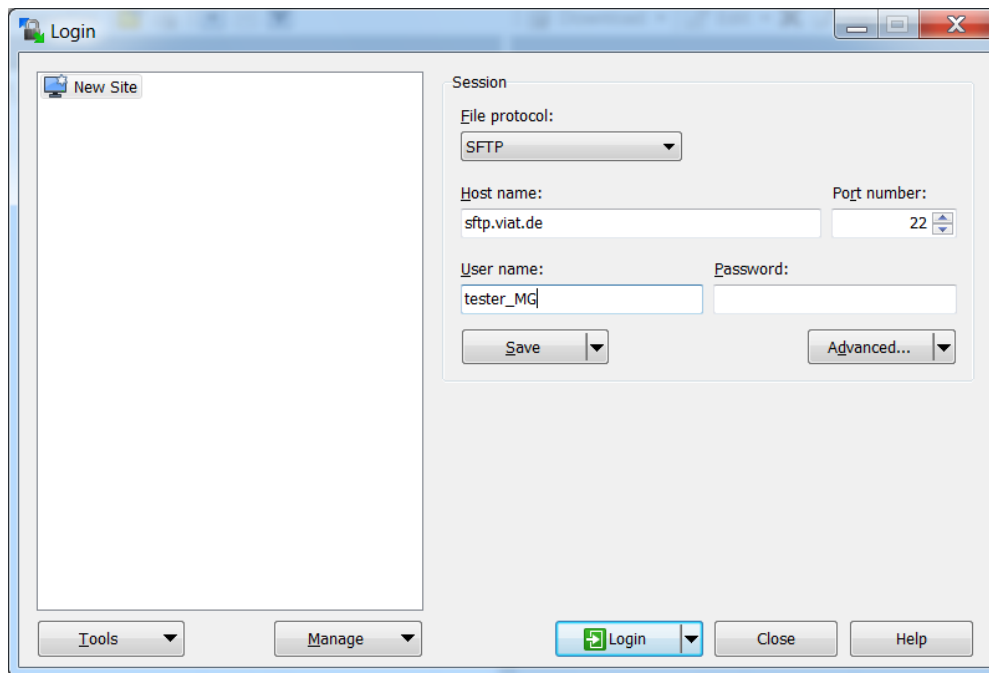 Login
New Site
Session
File protocol:
SFTP
Host name:
Port number:
sftp.viat.de
22
User name:
Password:
tester_MG
Save
Advanced...
Tools
Manage
Login
Close
Help